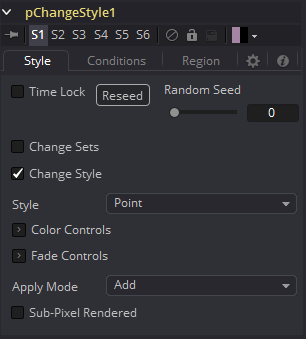 pChangeStyle1
S1 S2 S3 S4 S5 S6
Style Conditions Region
Time Lock Reseed Random Seed
0
Change Sets
Change Style
Style Point
Color Controls
Fade Controls
Apply Mode Add
Sub-Pixel Rendered